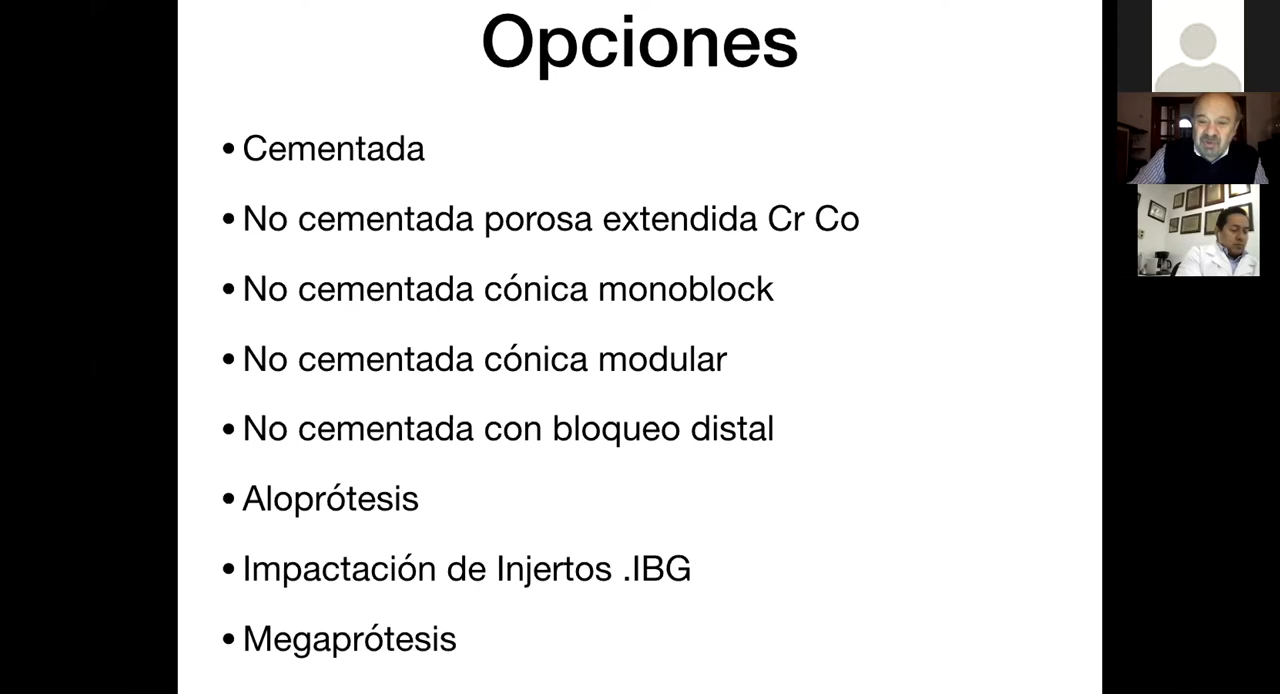 Opciones
• Cementada
• No cementada porosa extendida Cr Co
• No cementada cónica monoblock
• No cementada cónica modular
• No cementada con bloqueo distal
• Aloprótesis
• Impactación de Injertos .IBG
• Megaprótesis